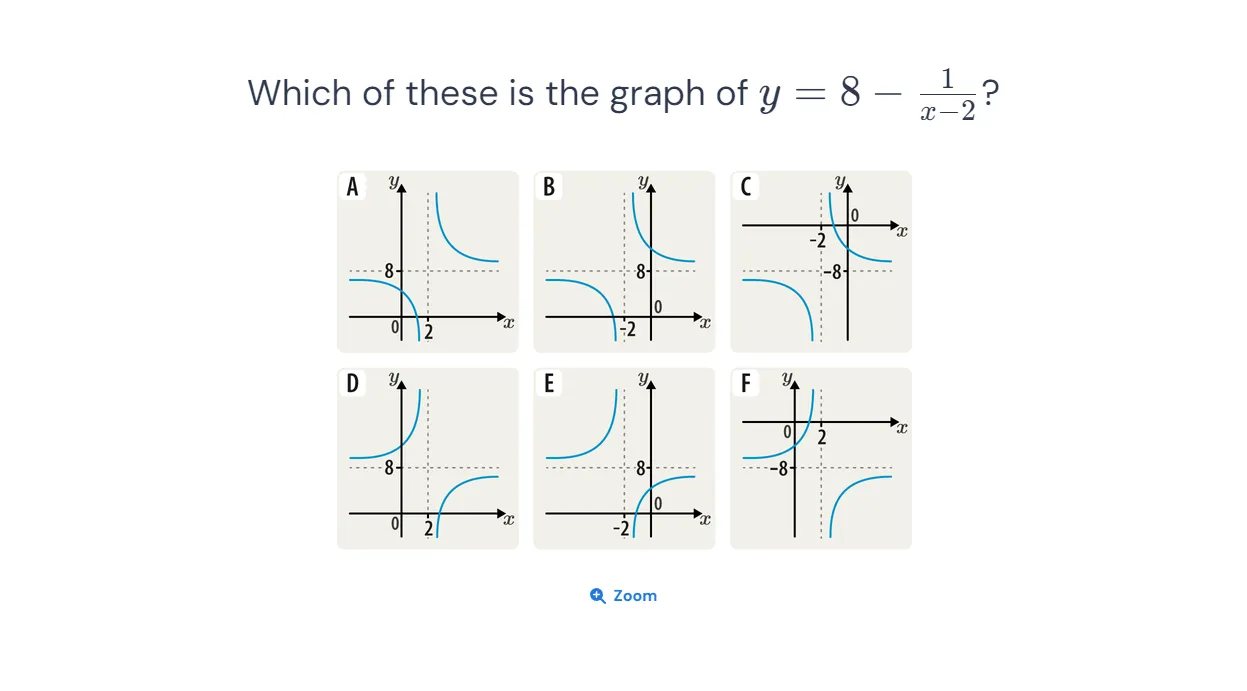 Which of these is the graph of y = 8 − 1/(x−2)?
A y 8 0 2 x
B y 8 0 -2 x
C y 0 -2 x -8
D y 8 0 2 x
E y 8 0 -2 x
F y 0 2 x -8
Zoom